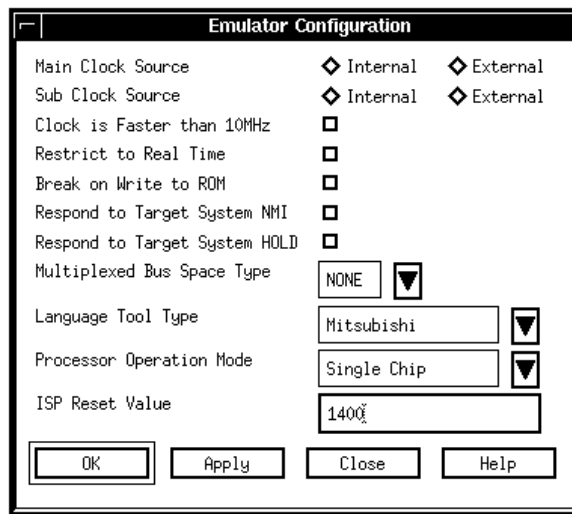 Emulator Configuration
Main Clock Source Internal External
Sub Clock Source Internal External
Clock is Faster than 10MHz
Restrict to Real Time
Break on Write to ROM
Respond to Target System NMI
Respond to Target System HOLD
Multiplexed Bus Space Type NONE
Language Tool Type Mitsubishi
Processor Operation Mode Single Chip
ISP Reset Value 1400
OK Apply Close Help